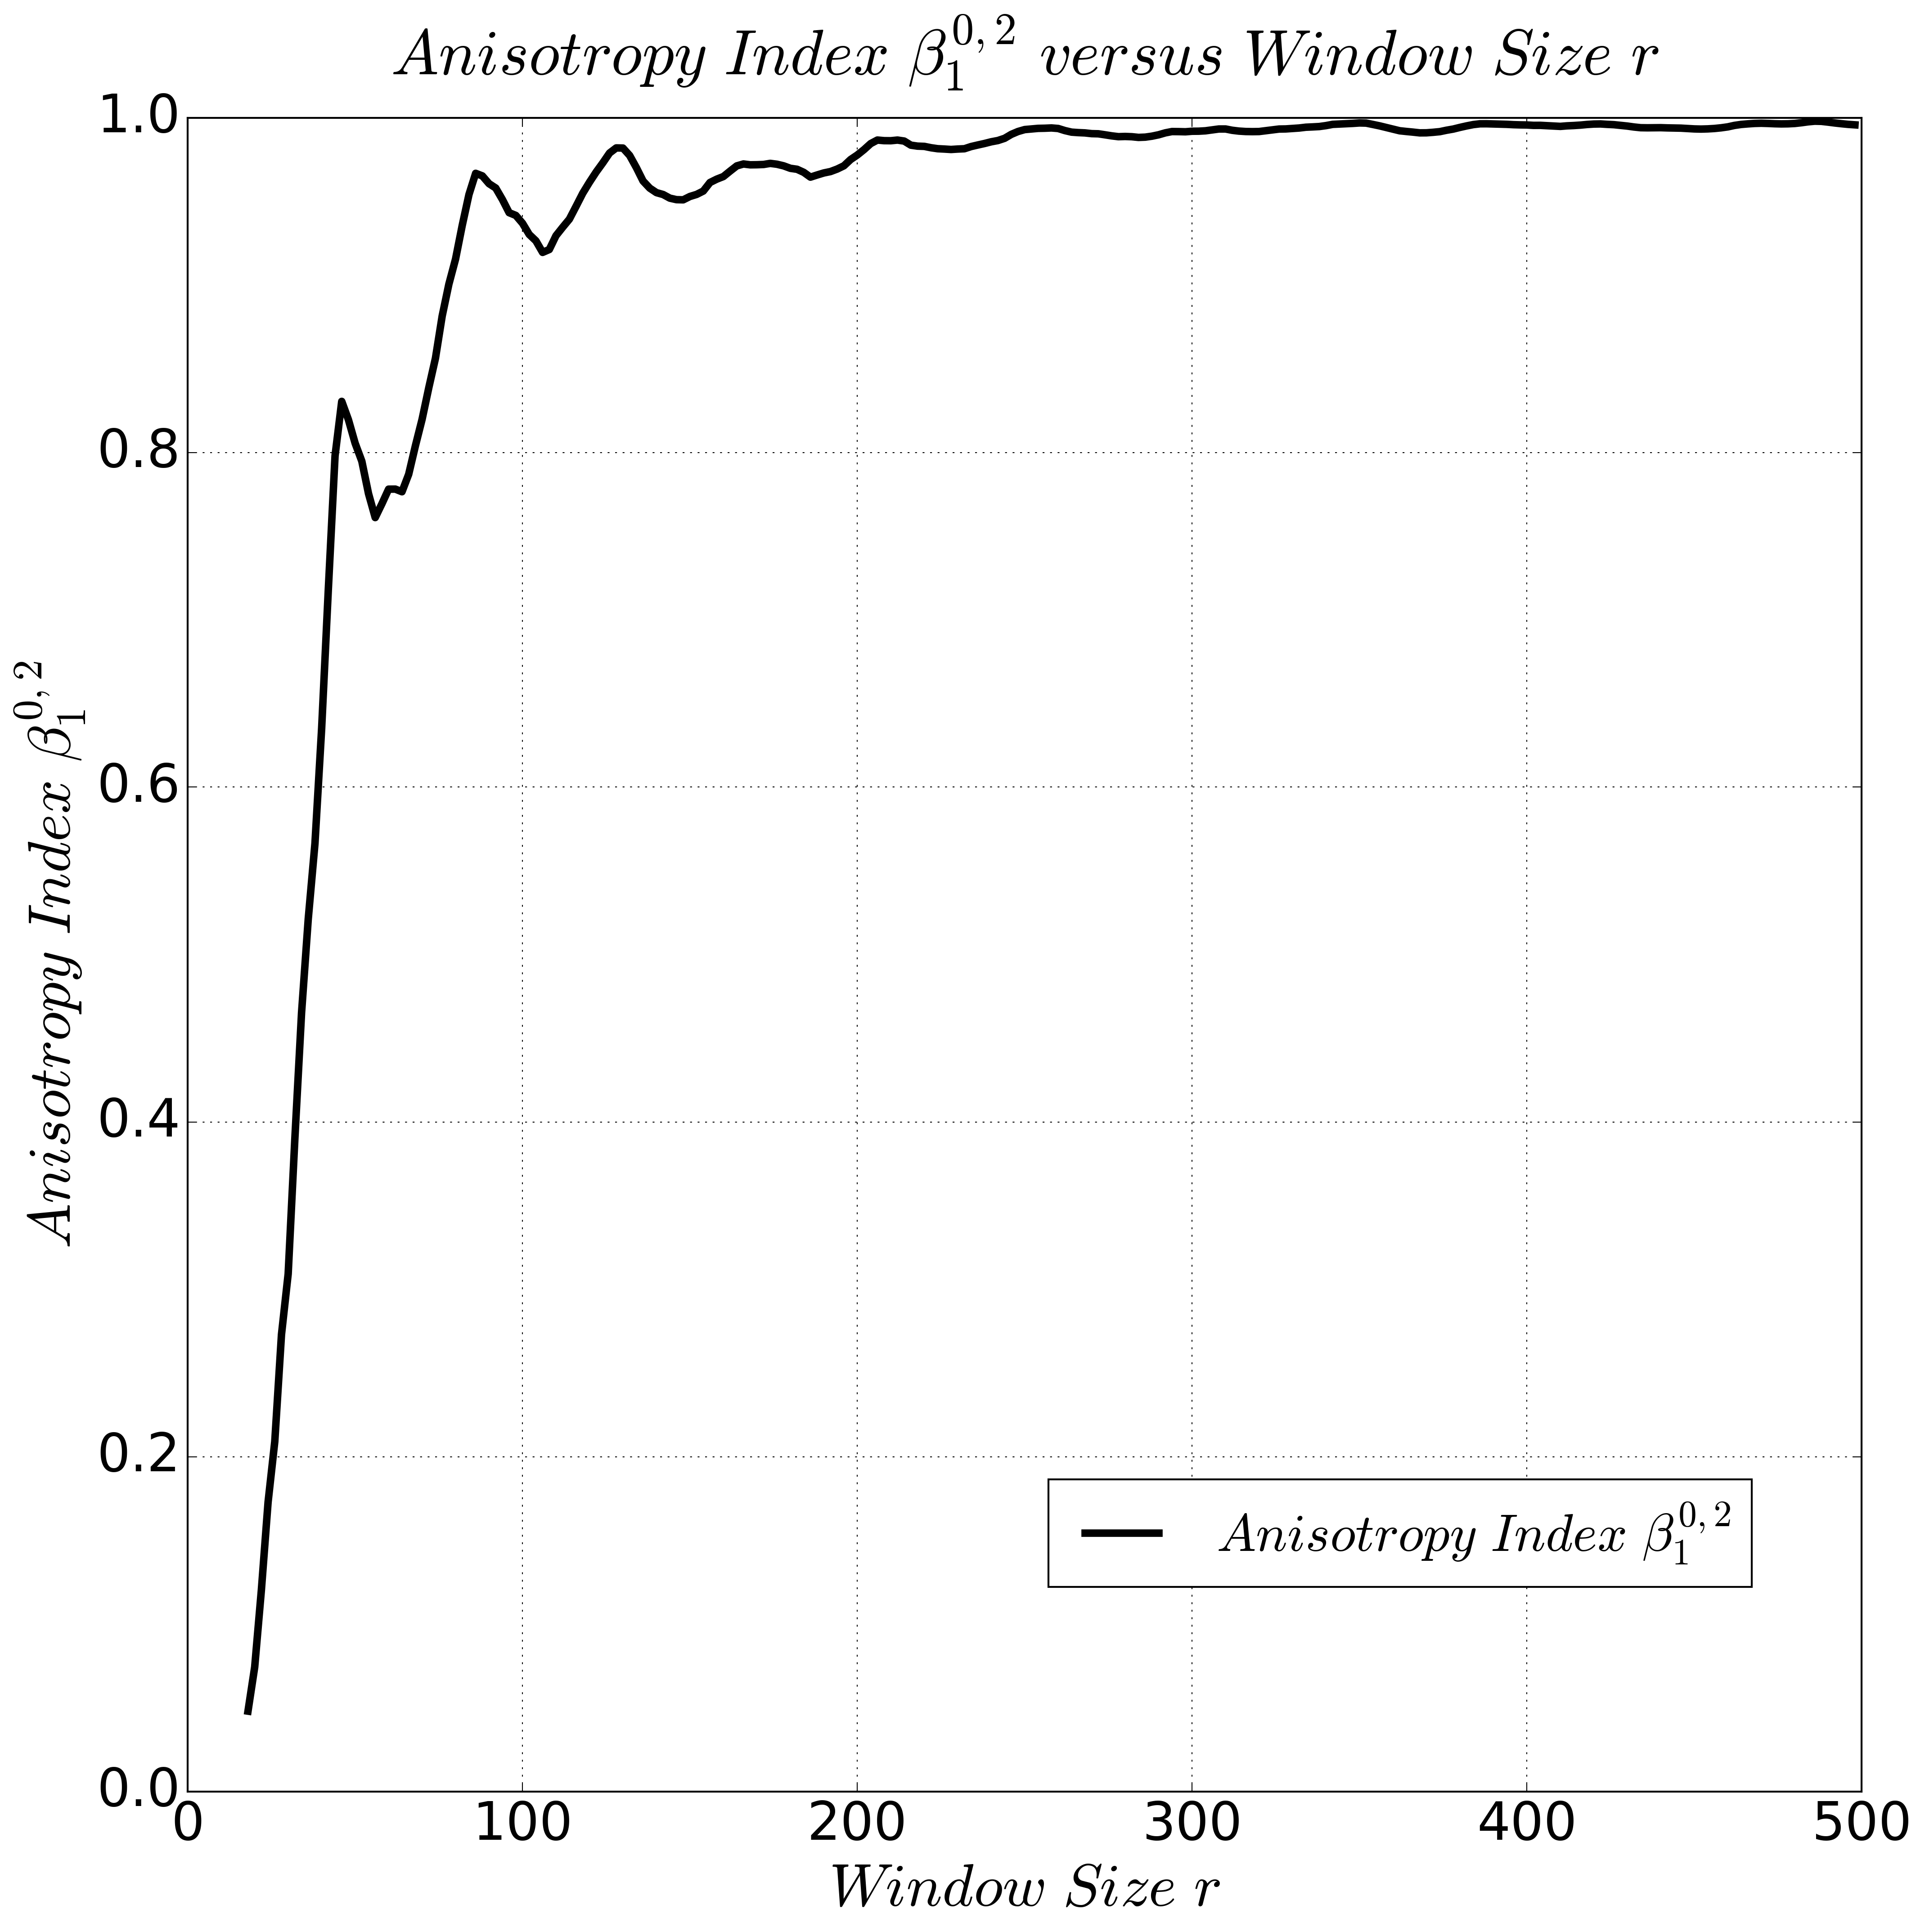 Anisotropy Index β₁^{0,2} versus Window Size r
1.0
0.8
0.6
0.4
0.2
0.0
Anisotropy Index β₁^{0,2}
Anisotropy Index β₁^{0,2}
0 100 200 300 400 500
Window Size r